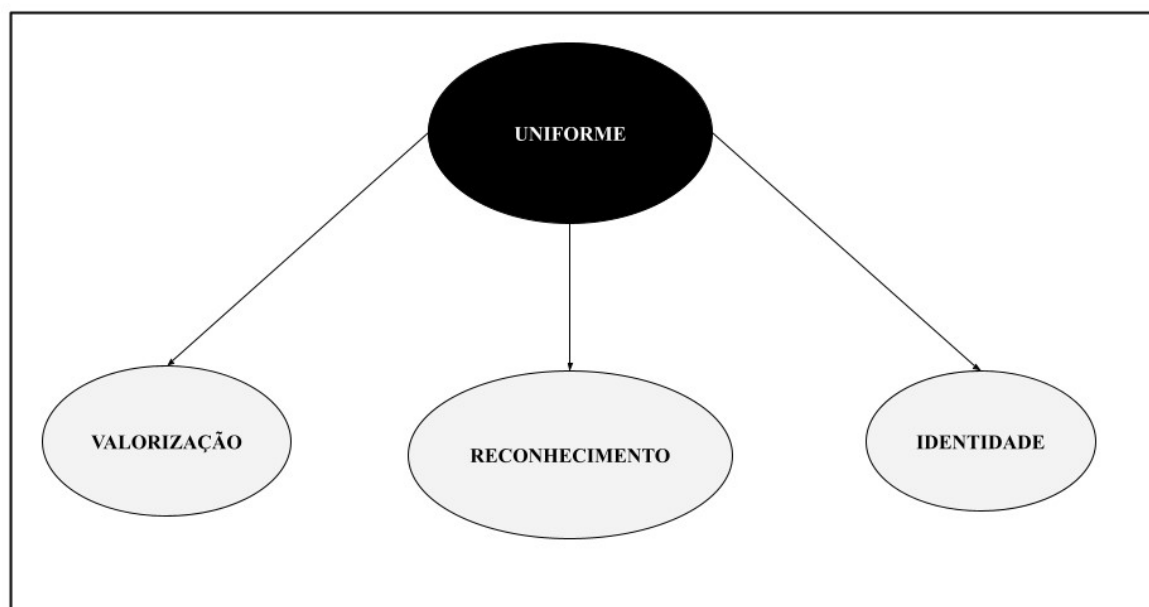 UNIFORME
VALORIZAÇÃO
RECONHECIMENTO
IDENTIDADE